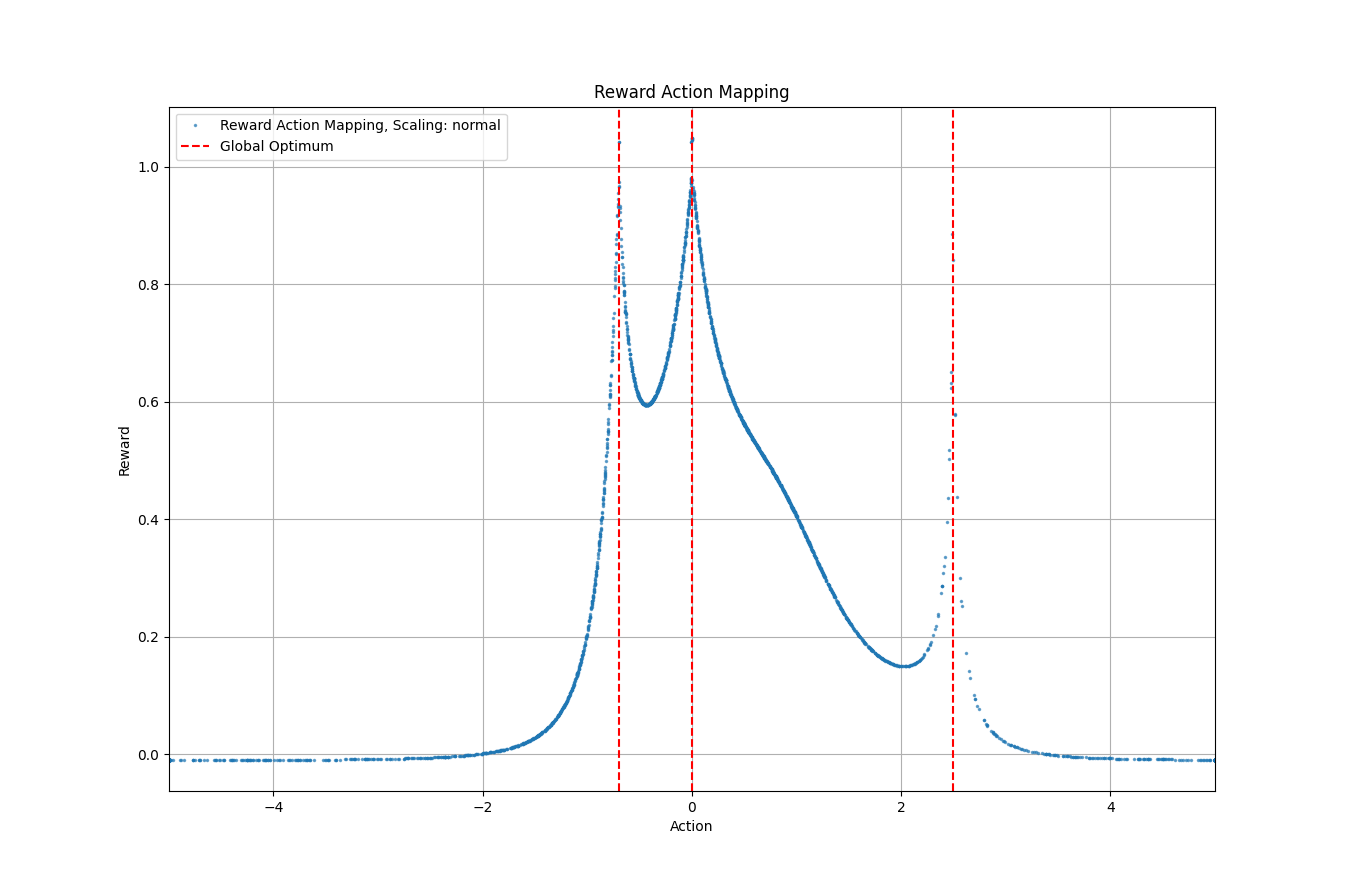 Reward Action Mapping
Reward Action Mapping, Scaling: normal
Global Optimum
1.0
0.8
0.6
0.4
0.2
0.0
Reward
−4 −2 0 2 4
Action